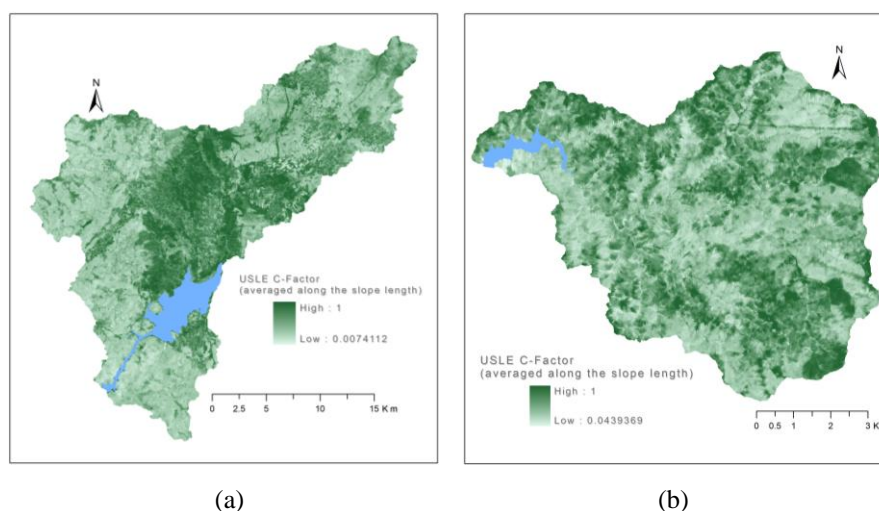 N
USLE C-Factor
(averaged along the slope length)
High : 1
Low : 0.0074112
0 2.5 5 10 15 Km
(a)
N
USLE C-Factor
(averaged along the slope length)
High : 1
Low : 0.0439369
0 0.5 1 2 3 K
(b)